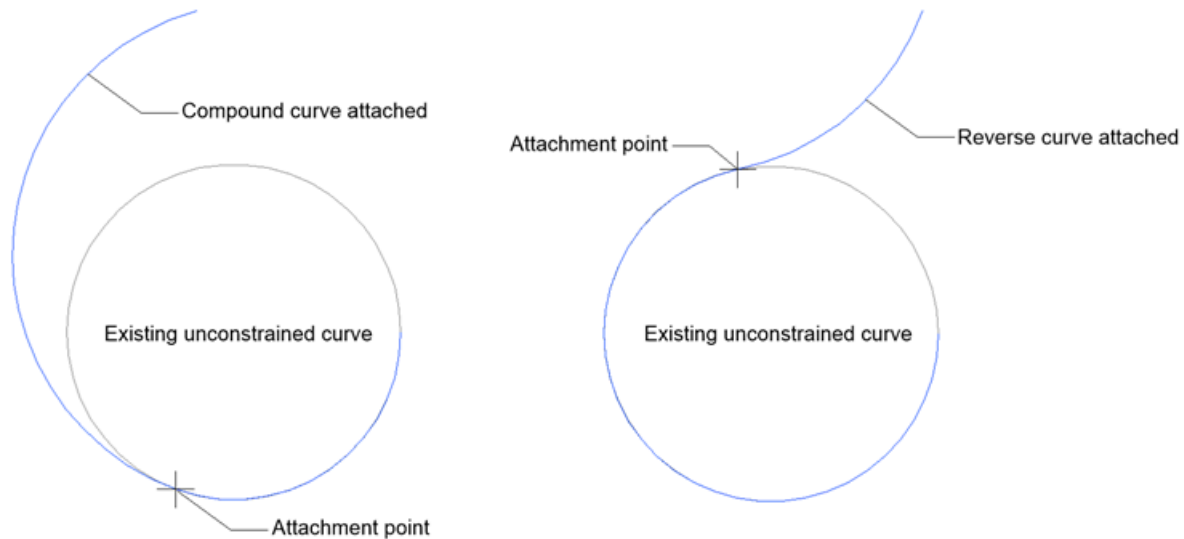 Compound curve attached
Existing unconstrained curve
Attachment point
Attachment point
Reverse curve attached
Existing unconstrained curve